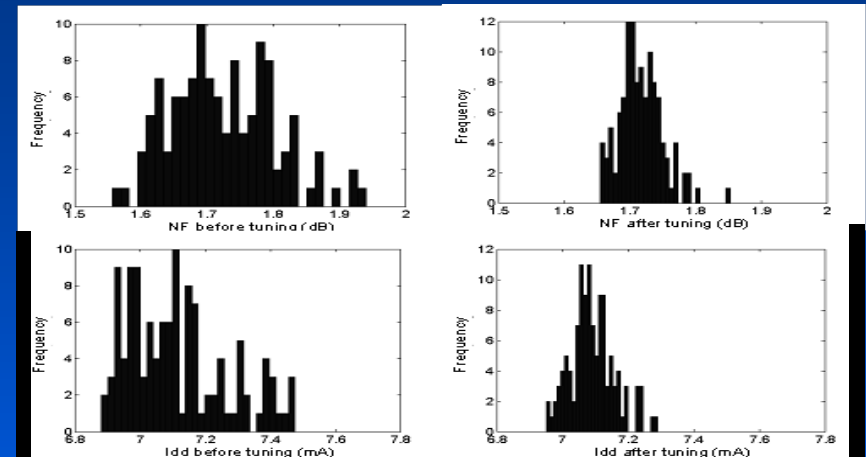 10
8
6
4
2
0
Frequency
1.5 1.6 1.7 1.8 1.9 2
NF before tuning (dB)
12
10
8
6
4
2
0
Frequency
1.5 1.6 1.7 1.8 1.9 2
NF after tuning (dB)
10
8
6
4
2
0
Frequency
6.8 7 7.2 7.4 7.6 7.8
Idd before tuning (mA)
12
10
8
6
4
2
0
Frequency
6.8 7 7.2 7.4 7.6 7.8
Idd after tuning (mA)